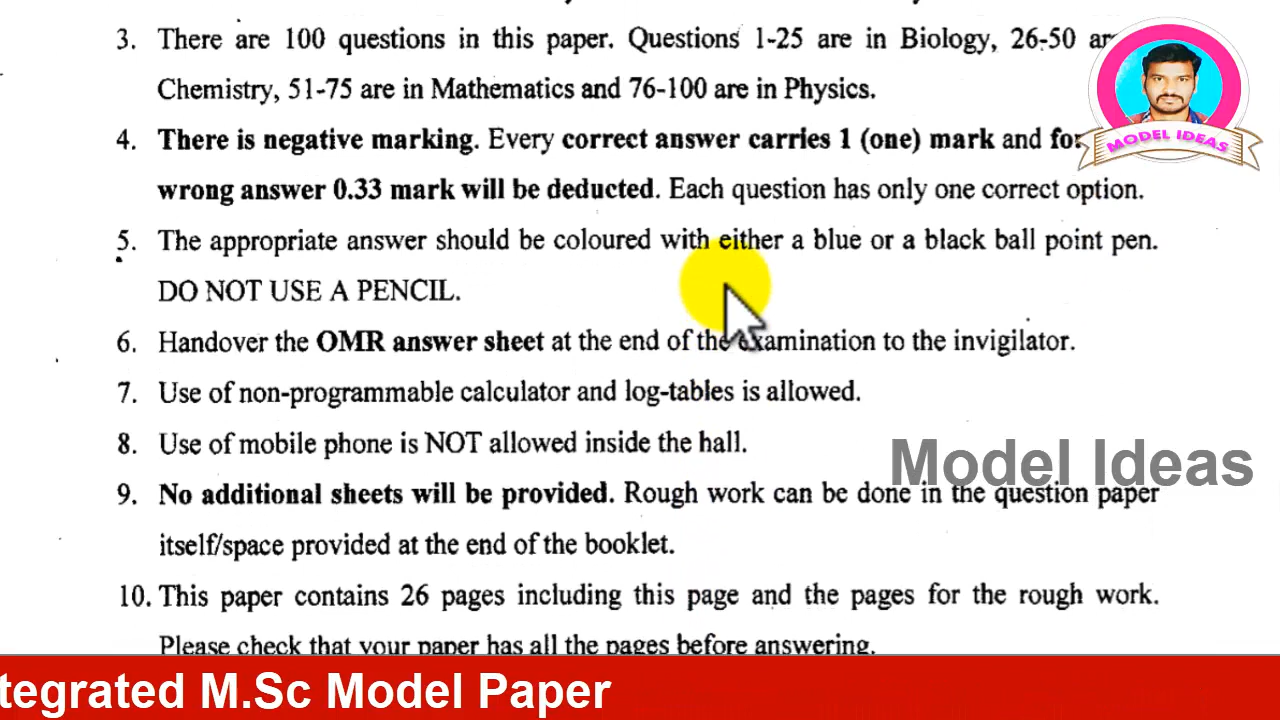 3. There are 100 questions in this paper. Questions 1-25 are in Biology, 26-50
Chemistry, 51-75 are in Mathematics and 76-100 are in Physics.
4. There is negative marking. Every correct answer carries 1 (one) mark and
wrong answer 0.33 mark will be deducted. Each question has only one correct option.
5. The appropriate answer should be coloured with either a blue or a black ball point pen.
DO NOT USE A PENCIL.
6. Handover the OMR answer sheet at the end of the examination to the invigilator.
7. Use of non-programmable calculator and log-tables is allowed.
8. Use of mobile phone is NOT allowed inside the hall.
9. No additional sheets will be provided. Rough work can be done in the question paper
itself/space provided at the end of the booklet.
10. This paper contains 26 pages including this page and the pages for the rough work.
Please check that your paper has all the pages before answering.
MODEL IDEAS
Model Ideas
tegrated M.Sc Model Paper